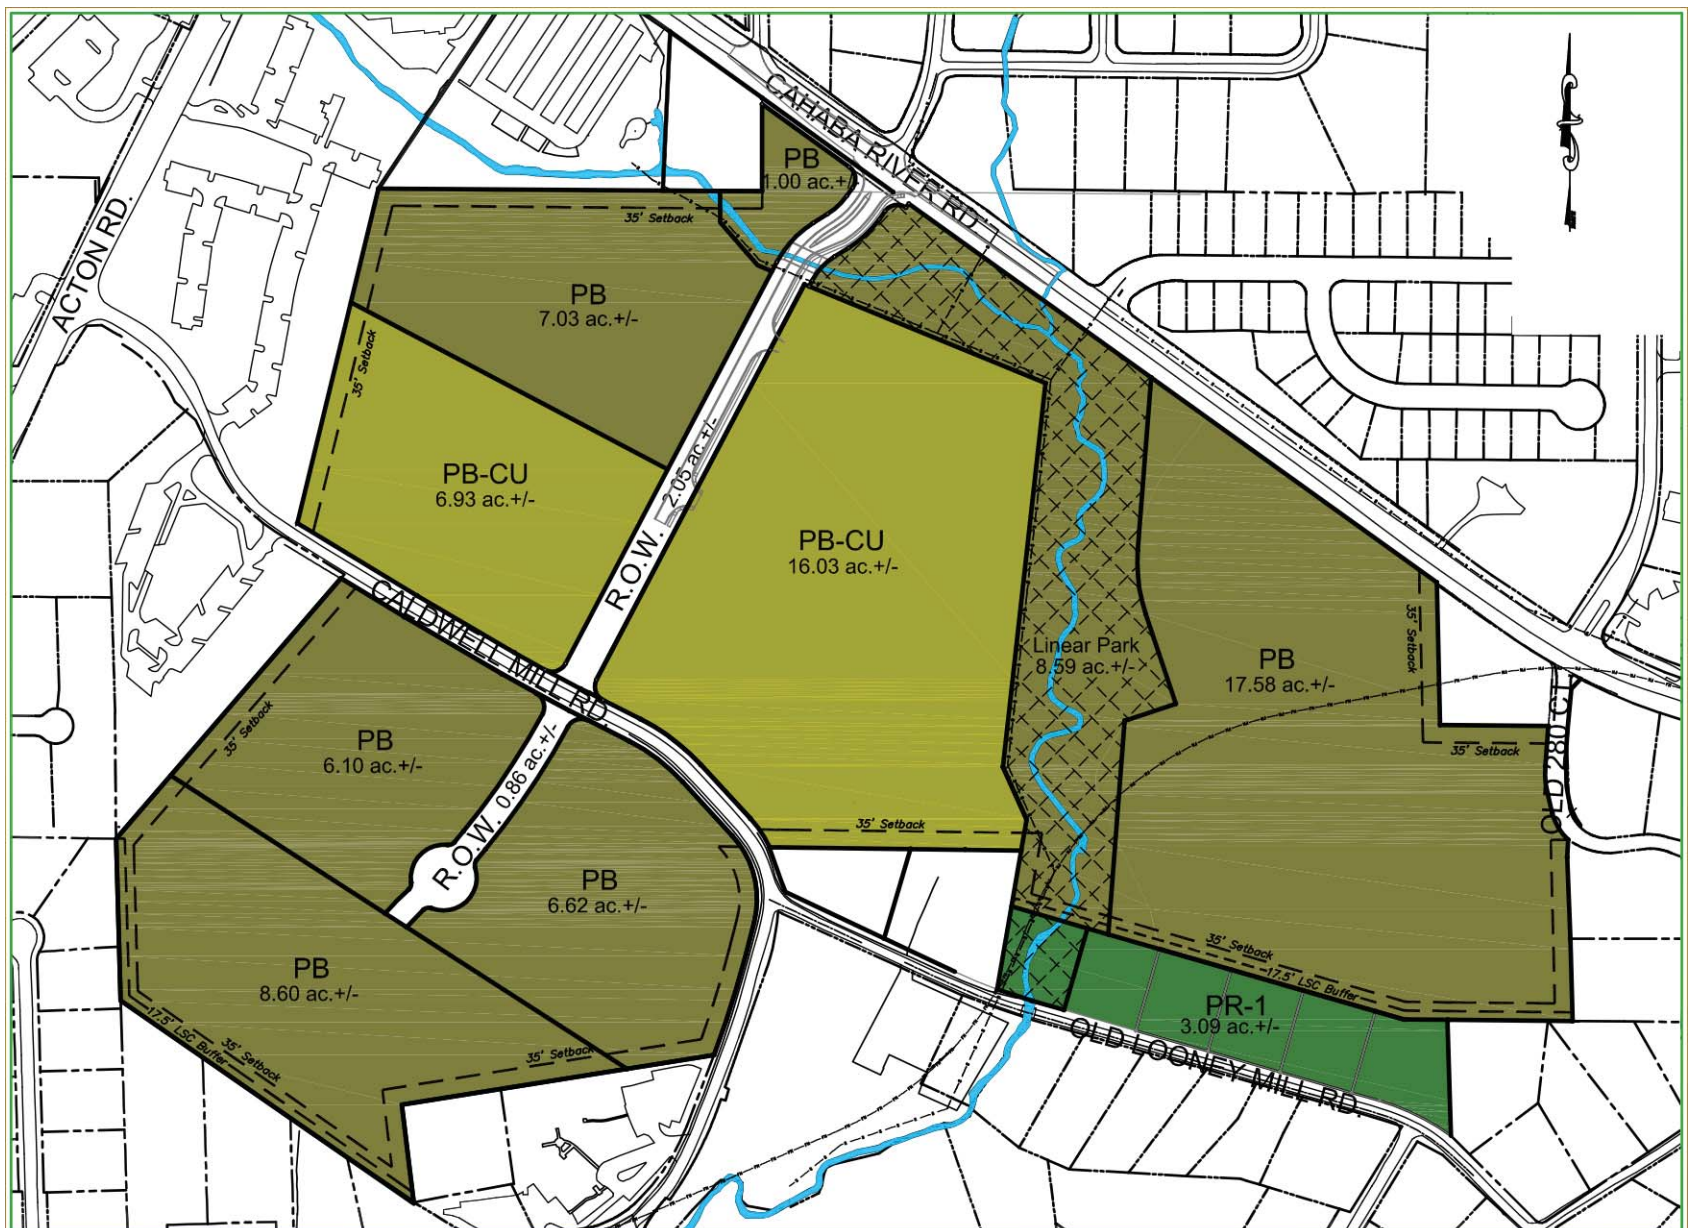 CAHABA RIVER RD.
PB
1.00 ac.+/-
35' Setback
ACTON RD.
PB
7.03 ac.+/-
35' Setback
2.05 ac.+/-
R.O.W.
PB-CU
6.93 ac.+/-
PB-CU
16.03 ac.+/-
CALDWELL MILL RD
35' Setback
Linear Park
8.59 ac.+/-
PB
17.58 ac.+/-
35' Setback
PB
6.10 ac.+/-
35' Setback
OLD 280 CT.
R.O.W. 0.86 ac.+/-
35' Setback
PB
6.62 ac.+/-
35' Setback
17.5' LSC Buffer
PB
8.60 ac.+/-
PR-1
3.09 ac.+/-
17.5' LSC Buffer
35' Setback
35' Setback
OLD LOONEY MILL RD.